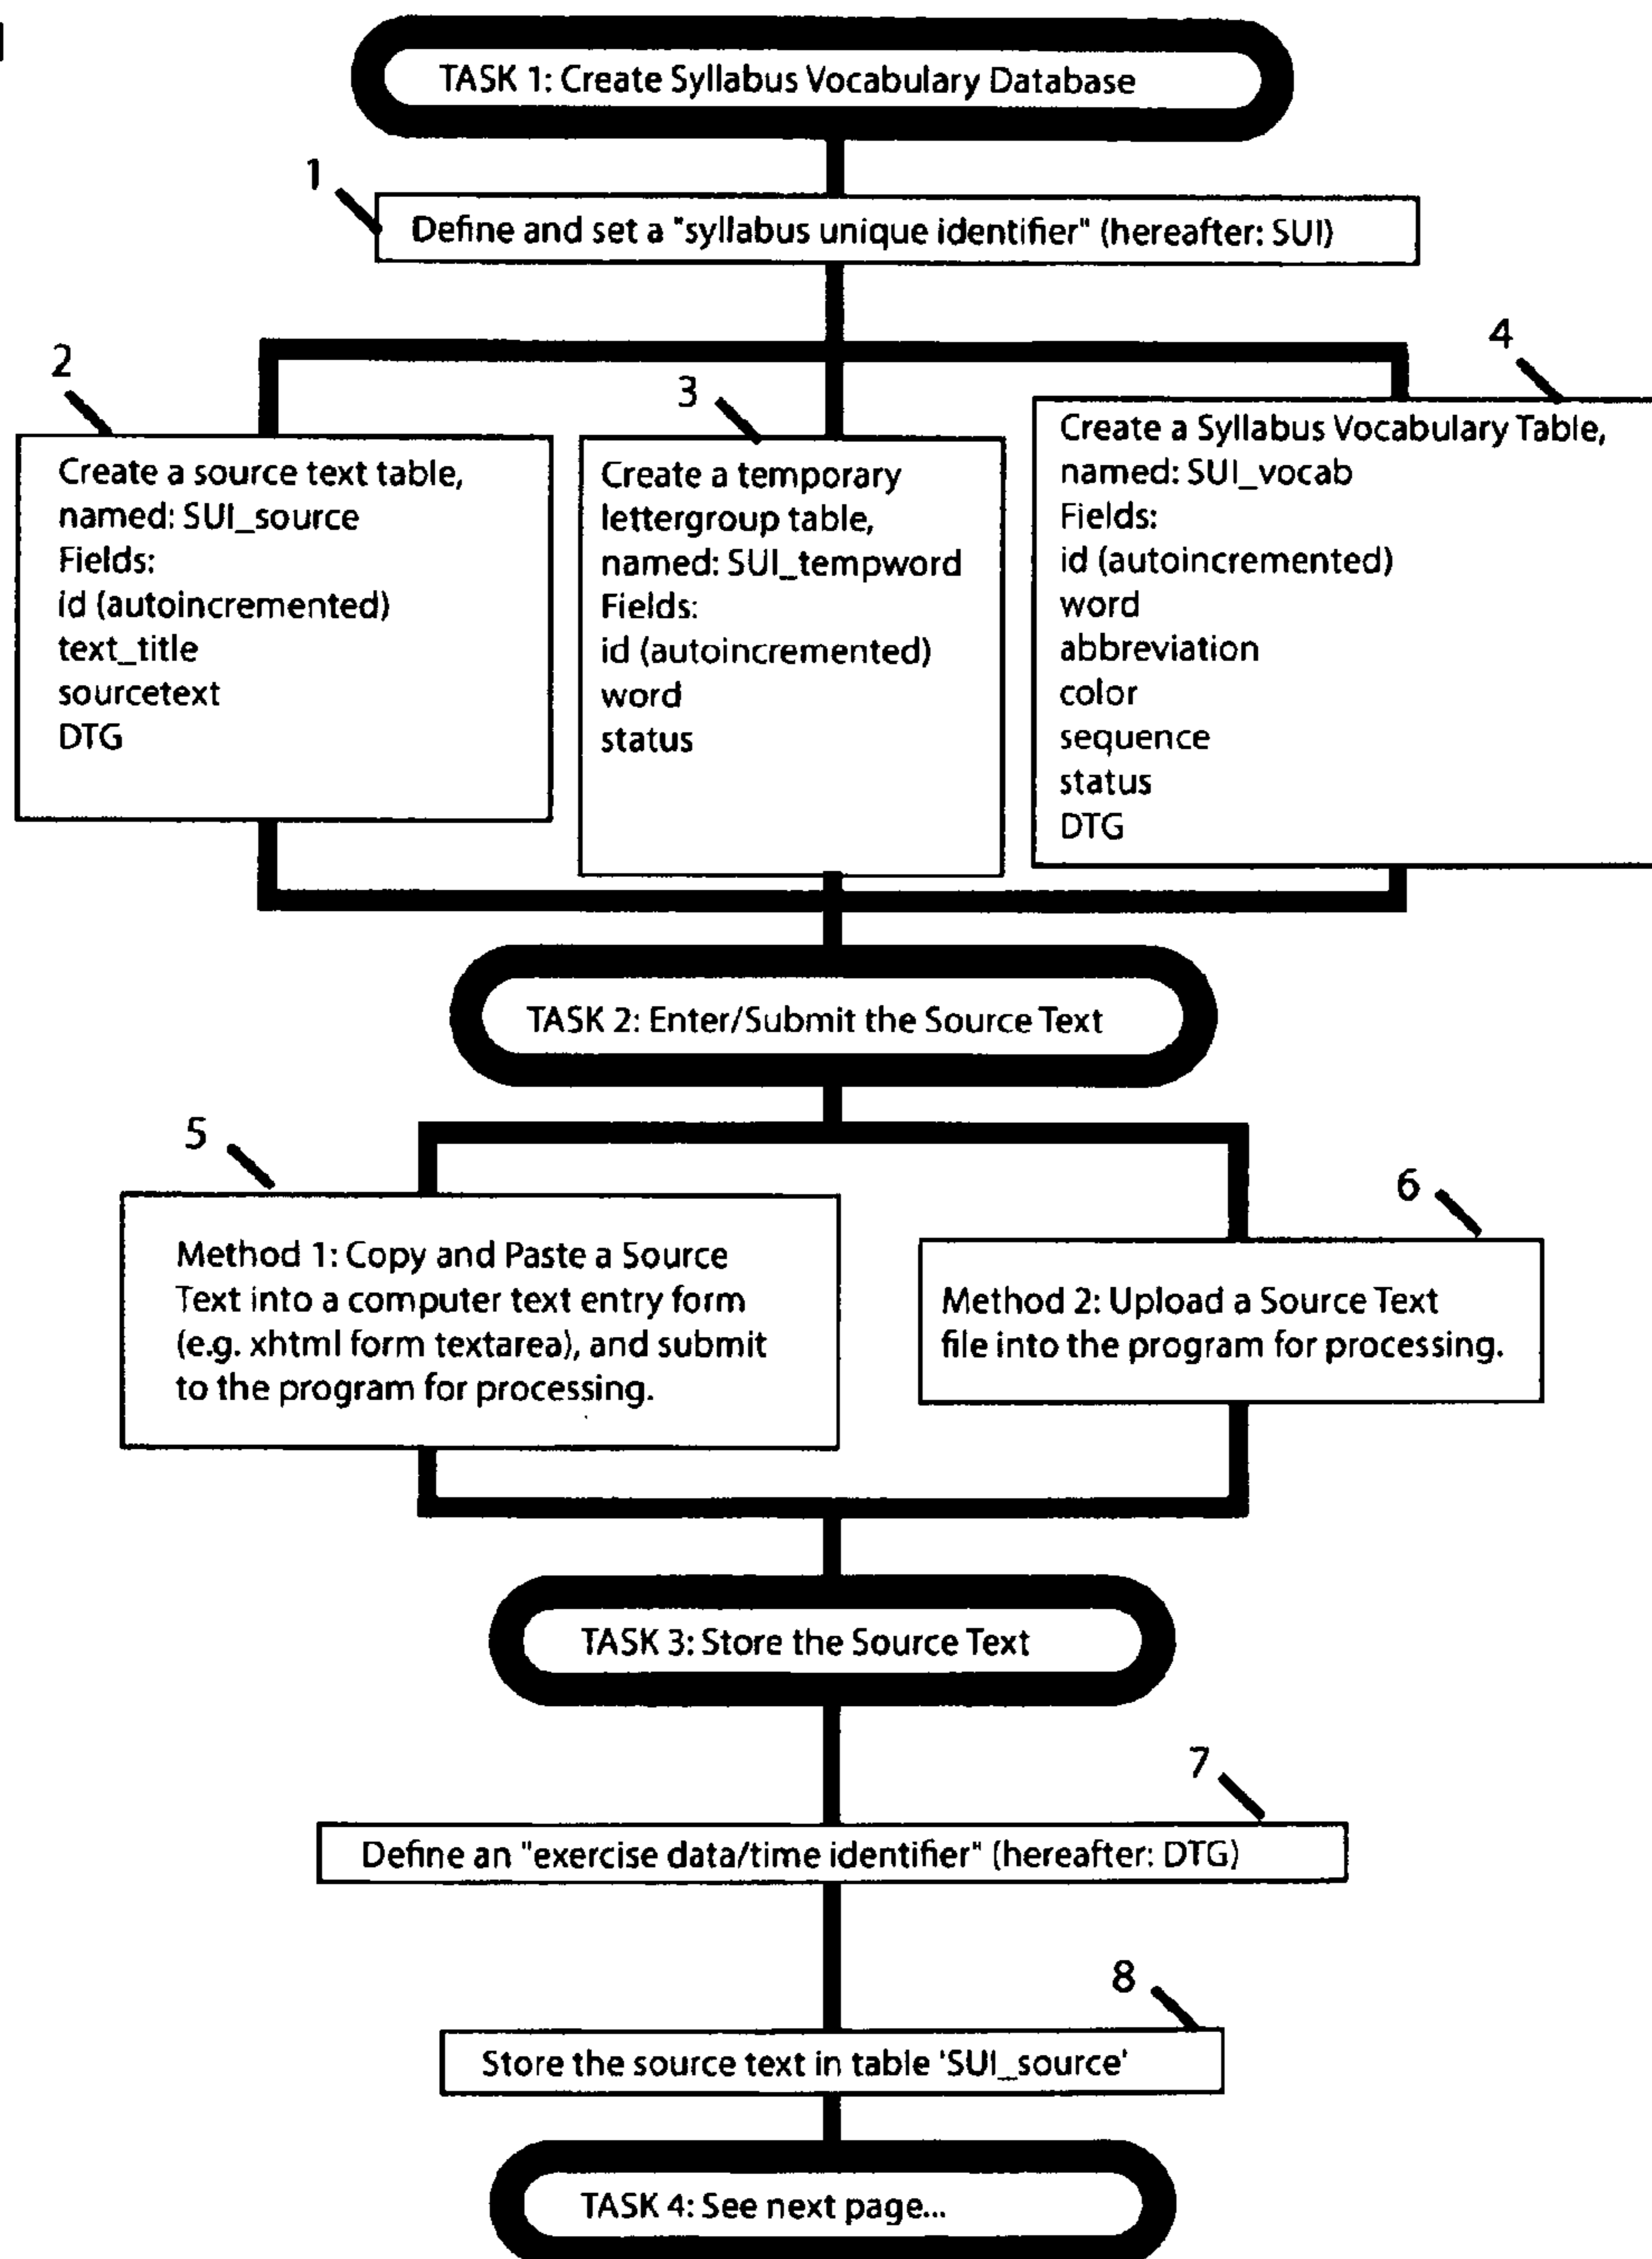 TASK 1: Create Syllabus Vocabulary Database
1
Define and set a "syllabus unique identifier" (hereafter: SUI)
2
Create a source text table,
named: SUI_source
Fields:
id (autoincremented)
text_title
sourcetext
DTG
3
Create a temporary
lettergroup table,
named: SUI_tempword
Fields:
id (autoincremented)
word
status
4
Create a Syllabus Vocabulary Table,
named: SUI_vocab
Fields:
id (autoincremented)
word
abbreviation
color
sequence
status
DTG
TASK 2: Enter/Submit the Source Text
5
Method 1: Copy and Paste a Source
Text into a computer text entry form
(e.g. xhtml form textarea), and submit
to the program for processing.
6
Method 2: Upload a Source Text
file into the program for processing.
TASK 3: Store the Source Text
7
Define an "exercise data/time identifier" (hereafter: DTG)
8
Store the source text in table 'SUI_source'
TASK 4: See next page...